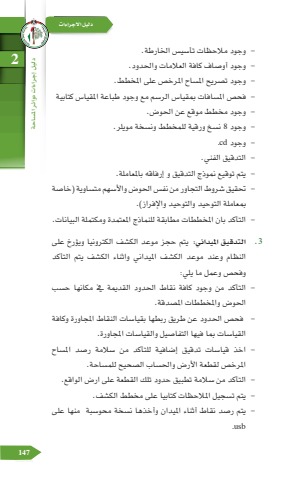 دليل الاجراءات
2
دليل اجراءات دوائر المساحة
- وجود ملاحظات تأسيس الخارطة.
- وجود أوصاف كافة العلامات والحدود.
- وجود تصريح المساح المرخص على المخطط.
- فحص المسافات بمقياس الرسم مع وجود طباعة المقياس كتابية
- وجود مخطط موقع عن الحوض.
- وجود 8 نسخ ورقية للمخطط ونسخة مويلر.
- وجود cd.
- التدقيق الفني.
- يتم توقيع نموذج التدقيق و إرفاقه بالمعاملة.
- تحقيق شروط التجاور من نفس الحوض والأسهم متساوية (خاصة
بمعاملة التوحيد والتوحيد والإفراز).
- التأكد بان المخططات مطابقة للنماذج المعتمدة ومكتملة البيانات.
3. التدقيق الميداني: يتم حجز موعد الكشف الكترونيا ويؤرخ على
النظام وعند موعد الكشف الميداني واثناء الكشف يتم التأكد
وفحص وعمل ما يلي:
- التأكد من وجود كافة نقاط الحدود القديمة في مكانها حسب
الحوض والمخططات المصدقة.
- فحص الحدود عن طريق ربطها بقياسات النقاط المجاورة وكافة
القياسات بما فيها التفاصيل والقياسات المجاورة.
- اخذ قياسات تدقيق إضافية للتأكد من سلامة رصد المساح
المرخص لقطعة الأرض والحساب الصحيح للمساحة.
- التأكد من سلامة تطبيق حدود تلك القطعة على ارض الواقع.
- يتم تسجيل الملاحظات كتابيا على مخطط الكشف.
- يتم رصد نقاط أثناء الميدان وأخذها نسخة محوسبة منها على
usb.
147